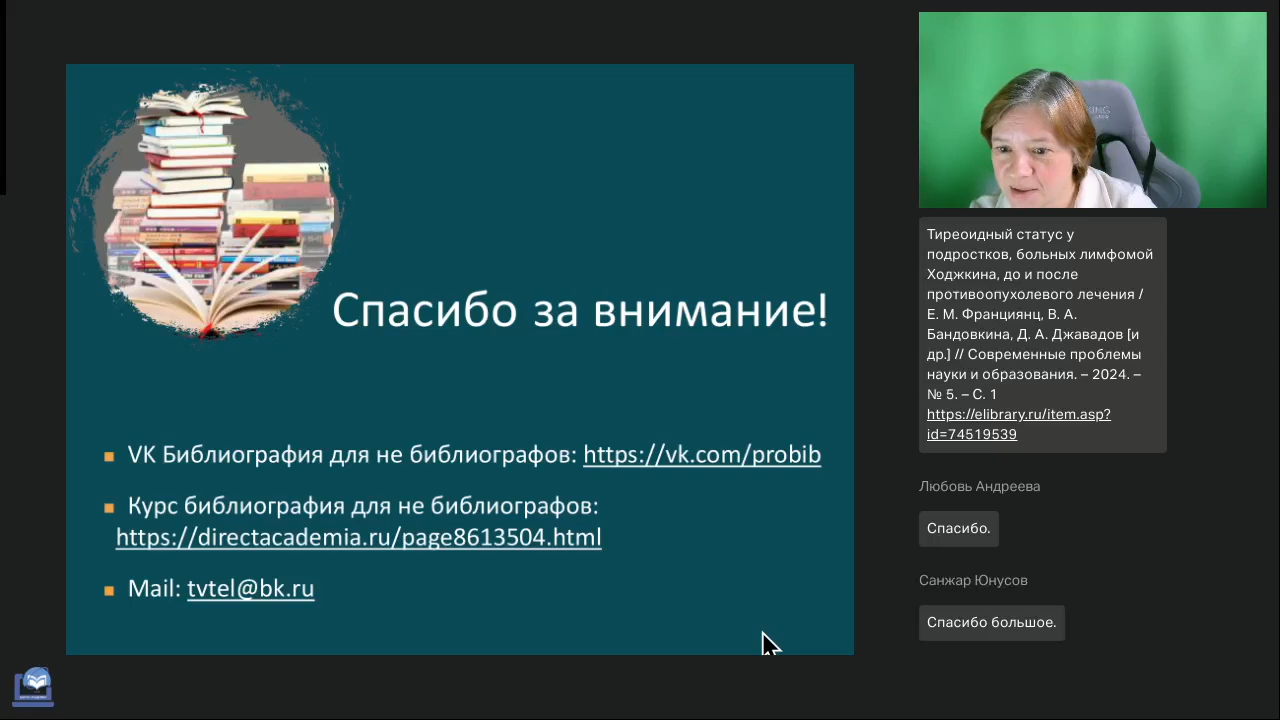 Спасибо за внимание!
VK Библиография для не библиографов: https://vk.com/probib
Курс библиография для не библиографов:
https://directacademia.ru/page8613504.html
Mail: tvtel@bk.ru
Тиреоидный статус у
подростков, больных лимфомой
Ходжкина, до и после
противоопухолевого лечения /
Е. М. Франциянц, В. А.
Бандовкина, Д. А. Джавадов [и
др.] // Современные проблемы
науки и образования. – 2024. –
№ 5. – С. 1
https://elibrary.ru/item.asp?
id=74519539
Любовь Андреева
Спасибо.
Санжар Юнусов
Спасибо большое.